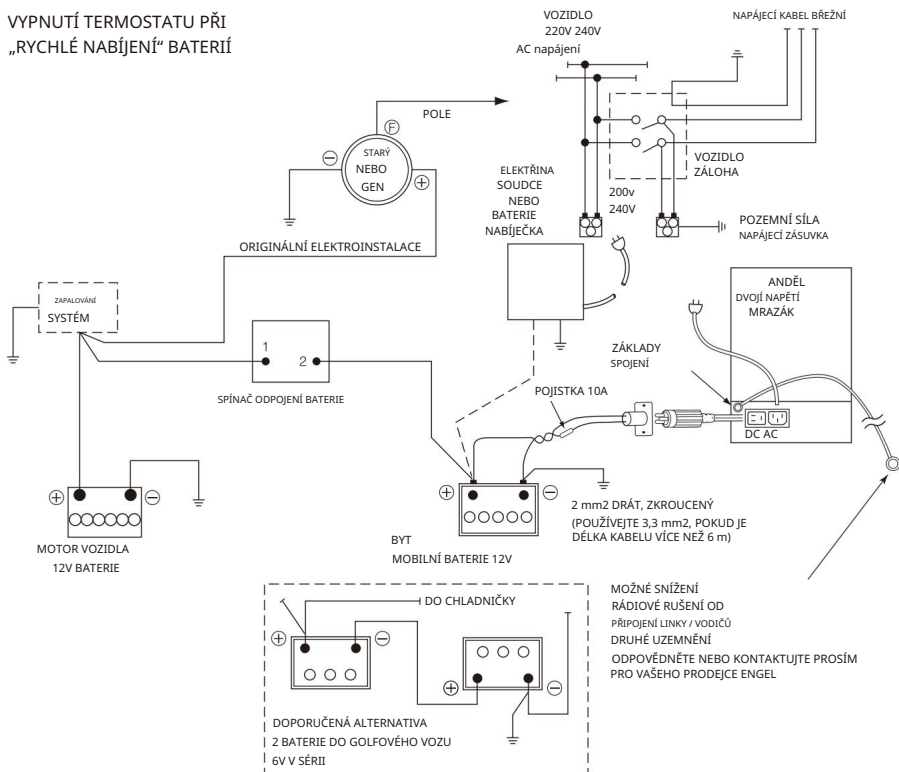 VYPNUTÍ TERMOSTATU PŘI
„RYCHLÉ NABÍJENÍ“ BATERIÍ
VOZIDLO
220V 240V
AC napájení
NAPÁJECÍ KABEL BŘEŽNÍ
POLE
F
STARÝ
NEBO
GEN
ORIGINÁLNÍ ELEKTROINSTALACE
ELEKTŘINA
SOUDCE
NEBO
BATERIE
NABÍJEČKA
200v
240V
VOZIDLO
ZÁLOHA
POZEMNÍ SÍLA
NAPÁJECÍ ZÁSUVKA
ZAPALOVÁNÍ
SYSTÉM
1
2
SPÍNAČ ODPOJENÍ BATERIE
ANDĚL
DVOJÍ NAPĚTÍ
MRAZÁK
ZÁKLADY
SPOJENÍ
POJISTKA 10A
DC AC
MOTOR VOZIDLA
12V BATERIE
BYT
MOBILNÍ BATERIE 12V
2 mm2 DRÁT, ZKROUCENÝ
(POUŽÍVEJTE 3,3 mm2, POKUD JE
DÉLKA KABELU VÍCE NEŽ 6 m)
DO CHLADNIČKY
DOPORUČENÁ ALTERNATIVA
2 BATERIE DO GOLFOVÉHO VOZU
6V V SÉRII
MOŽNÉ SNÍŽENÍ
RÁDIOVÉ RUŠENÍ OD
PŘIPOJENÍ LINKY / VODIČŮ
DRUHÉ UZEMNĚNÍ
ODPOVĚDNĚTE NEBO KONTAKTUJTE PROSÍM
PRO VAŠEHO PRODEJCE ENGEL